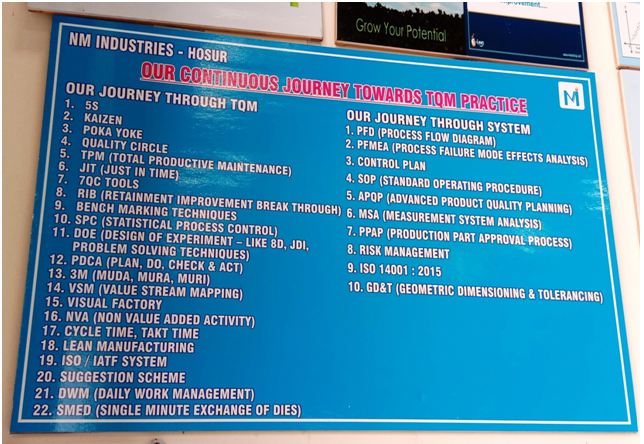 Grow Your Potential
NM INDUSTRIES - HOSUR
OUR CONTINUOUS JOURNEY TOWARDS TQM PRACTICE
OUR JOURNEY THROUGH TQM
1. 5S
2. KAIZEN
3. POKA YOKE
4. QUALITY CIRCLE
5. TPM (TOTAL PRODUCTIVE MAINTENANCE)
6. JIT (JUST IN TIME)
7. 7QC TOOLS
8. RIB (RETAINMENT IMPROVEMENT BREAK THROUGH)
9. BENCH MARKING TECHNIQUES
10. SPC (STATISTICAL PROCESS CONTROL)
11. DOE (DESIGN OF EXPERIMENT – LIKE 8D, JDI,
PROBLEM SOLVING TECHNIQUES)
12. PDCA (PLAN, DO, CHECK & ACT)
13. 3M (MUDA, MURA, MURI)
14. VSM (VALUE STREAM MAPPING)
15. VISUAL FACTORY
16. NVA (NON VALUE ADDED ACTIVITY)
17. CYCLE TIME, TAKT TIME
18. LEAN MANUFACTURING
19. ISO / IATF SYSTEM
20. SUGGESTION SCHEME
21. DWM (DAILY WORK MANAGEMENT)
22. SMED (SINGLE MINUTE EXCHANGE OF DIES)
OUR JOURNEY THROUGH SYSTEM
1. PFD (PROCESS FLOW DIAGRAM)
2. PFMEA (PROCESS FAILURE MODE EFFECTS ANALYSIS)
3. CONTROL PLAN
4. SOP (STANDARD OPERATING PROCEDURE)
5. APQP (ADVANCED PRODUCT QUALITY PLANNING)
6. MSA (MEASUREMENT SYSTEM ANALYSIS)
7. PPAP (PRODUCTION PART APPROVAL PROCESS)
8. RISK MANAGEMENT
9. ISO 14001 : 2015
10. GD&T (GEOMETRIC DIMENSIONING & TOLERANCING)